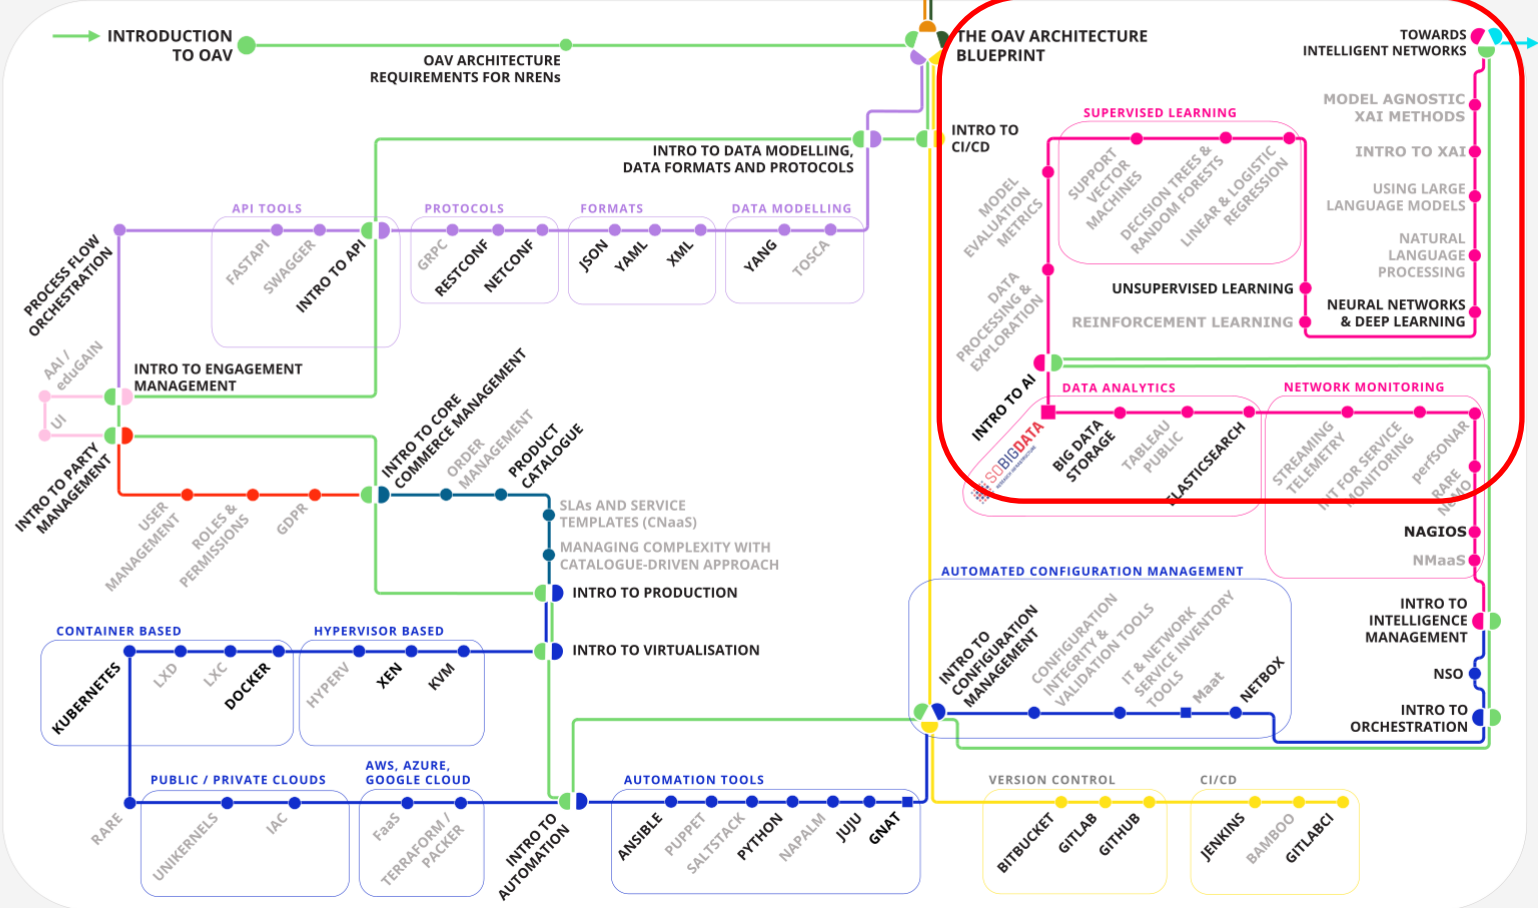 INTRODUCTION
TO OAV
OAV ARCHITECTURE
REQUIREMENTS FOR NRENs
THE OAV ARCHITECTURE
BLUEPRINT
TOWARDS
INTELLIGENT NETWORKS
INTRO TO
CI/CD
INTRO TO DATA MODELLING,
DATA FORMATS AND PROTOCOLS
API TOOLS
FASTAPI
SWAGGER
INTRO TO API
PROTOCOLS
GRPC
RESTCONF
NETCONF
FORMATS
JSON
YAML
XML
DATA MODELLING
YANG
TOSCA
PROCESS FLOW
ORCHESTRATION
AAI /
eduGAIN
UI
INTRO TO ENGAGEMENT
MANAGEMENT
INTRO TO PARTY
MANAGEMENT
USER
MANAGEMENT
ROLES &
PERMISSIONS
GDPR
INTRO TO CORE
COMMERCE MANAGEMENT
ORDER
MANAGEMENT
PRODUCT
CATALOGUE
SLAs AND SERVICE
TEMPLATES (CNaaS)
MANAGING COMPLEXITY WITH
CATALOGUE-DRIVEN APPROACH
INTRO TO PRODUCTION
INTRO TO VIRTUALISATION
SUPERVISED LEARNING
SUPPORT
VECTOR
MACHINES
DECISION TREES &
RANDOM FORESTS
LINEAR & LOGISTIC
REGRESSION
MODEL
EVALUATION
METRICS
DATA
PROCESSING &
EXPLORATION
UNSUPERVISED LEARNING
REINFORCEMENT LEARNING
MODEL AGNOSTIC
XAI METHODS
INTRO TO XAI
USING LARGE
LANGUAGE MODELS
NATURAL
LANGUAGE
PROCESSING
NEURAL NETWORKS
& DEEP LEARNING
INTRO TO AI
DATA ANALYTICS
SOBIGDATA
BIG DATA
STORAGE
TABLEAU
PUBLIC
ELASTICSEARCH
NETWORK MONITORING
STREAMING
TELEMETRY
INT FOR SERVICE
MONITORING
perfSONAR
RARE
NEMO
NAGIOS
NMaaS
INTRO TO
INTELLIGENCE
MANAGEMENT
NSO
INTRO TO
ORCHESTRATION
AUTOMATED CONFIGURATION MANAGEMENT
INTRO TO
CONFIGURATION
MANAGEMENT
CONFIGURATION
INTEGRITY &
VALIDATION TOOLS
IT & NETWORK
SERVICE INVENTORY
TOOLS
Maat
NETBOX
CONTAINER BASED
KUBERNETES
LXD
LXC
DOCKER
HYPERVISOR BASED
HYPERV
XEN
KVM
RARE
PUBLIC / PRIVATE CLOUDS
UNIKERNELS
IAC
AWS, AZURE,
GOOGLE CLOUD
FaaS
TERRAFORM /
PACKER
INTRO TO
AUTOMATION
AUTOMATION TOOLS
ANSIBLE
PUPPET
SALTSTACK
PYTHON
NAPALM
JUJU
GNAT
VERSION CONTROL
BITBUCKET
GITLAB
GITHUB
CI/CD
JENKINS
BAMBOO
GITLABCI